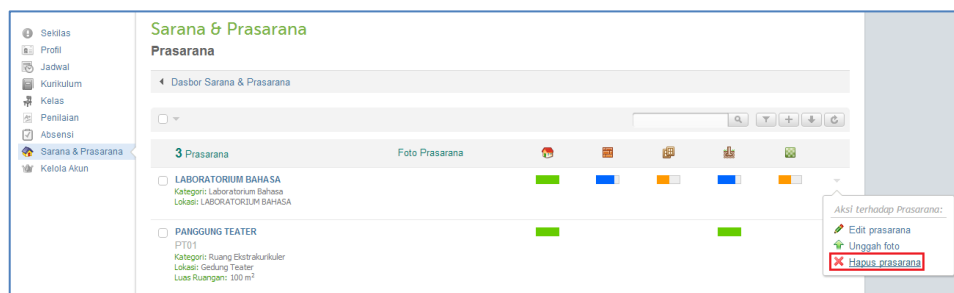 Sekilas
Profil
Jadwal
Kurikulum
Kelas
Penilaian
Absensi
Sarana & Prasarana
Kelola Akun
Sarana & Prasarana
Prasarana
Dasbor Sarana & Prasarana
3 Prasarana Foto Prasarana
LABORATORIUM BAHASA
Kategori: Laboratorium Bahasa
Lokasi: LABORATORIUM BAHASA
PANGGUNG TEATER
PT01
Kategori: Ruang Ekstrakurikuler
Lokasi: Gedung Teater
Luas Ruangan: 100 m²
Aksi terhadap Prasarana:
Edit prasarana
Unggah foto
Hapus prasarana